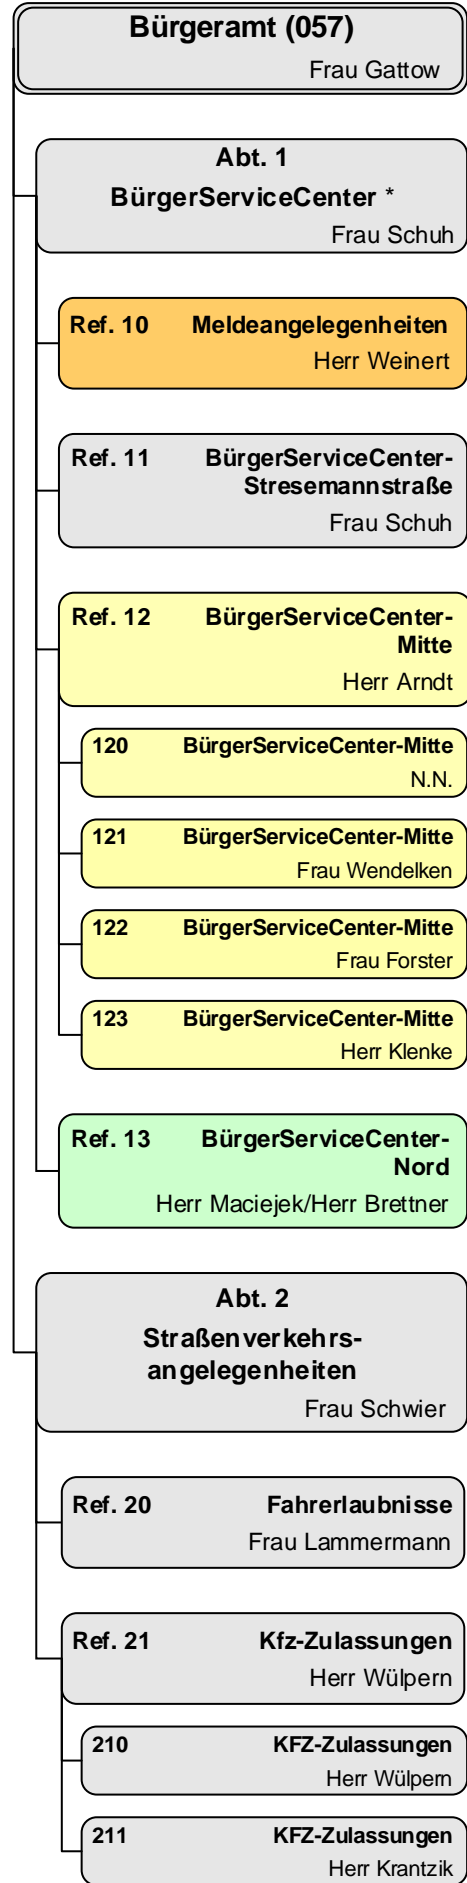 Bürgeramt (057)
Frau Gattow
Abt. 1
BürgerServiceCenter *
Frau Schuh
Ref. 10 Meldeangelegenheiten
Herr Weinert
Ref. 11 BürgerServiceCenter-
Stresemannstraße
Frau Schuh
Ref. 12 BürgerServiceCenter-
Mitte
Herr Arndt
120 BürgerServiceCenter-Mitte
N.N.
121 BürgerServiceCenter-Mitte
Frau Wendelken
122 BürgerServiceCenter-Mitte
Frau Forster
123 BürgerServiceCenter-Mitte
Herr Klenke
Ref. 13 BürgerServiceCenter-
Nord
Herr Maciejek/Herr Brettner
Abt. 2
Straßenverkehrs-
angelegenheiten
Frau Schwier
Ref. 20 Fahrerlaubnisse
Frau Lammermann
Ref. 21 Kfz-Zulassungen
Herr Wülpern
210 KFZ-Zulassungen
Herr Wülpern
211 KFZ-Zulassungen
Herr Krantzik